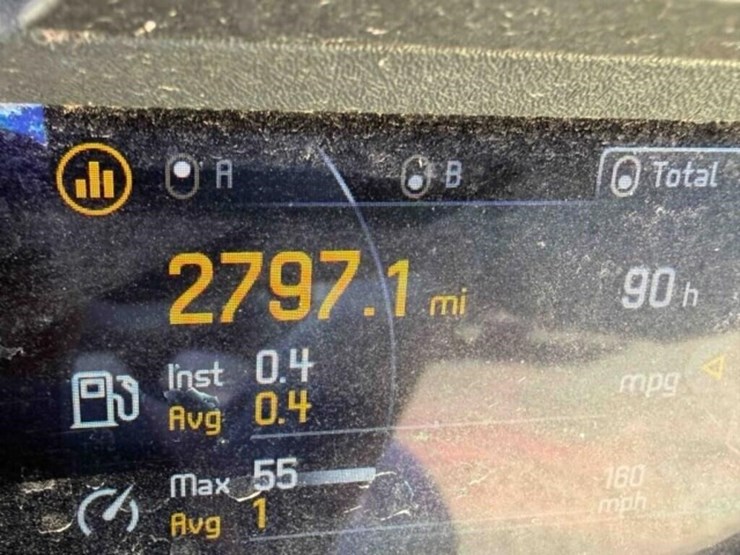 A B Total
2797.1 mi 90 h
Inst 0.4 mpg
Avg 0.4
Max 55 160 mph
Avg 1